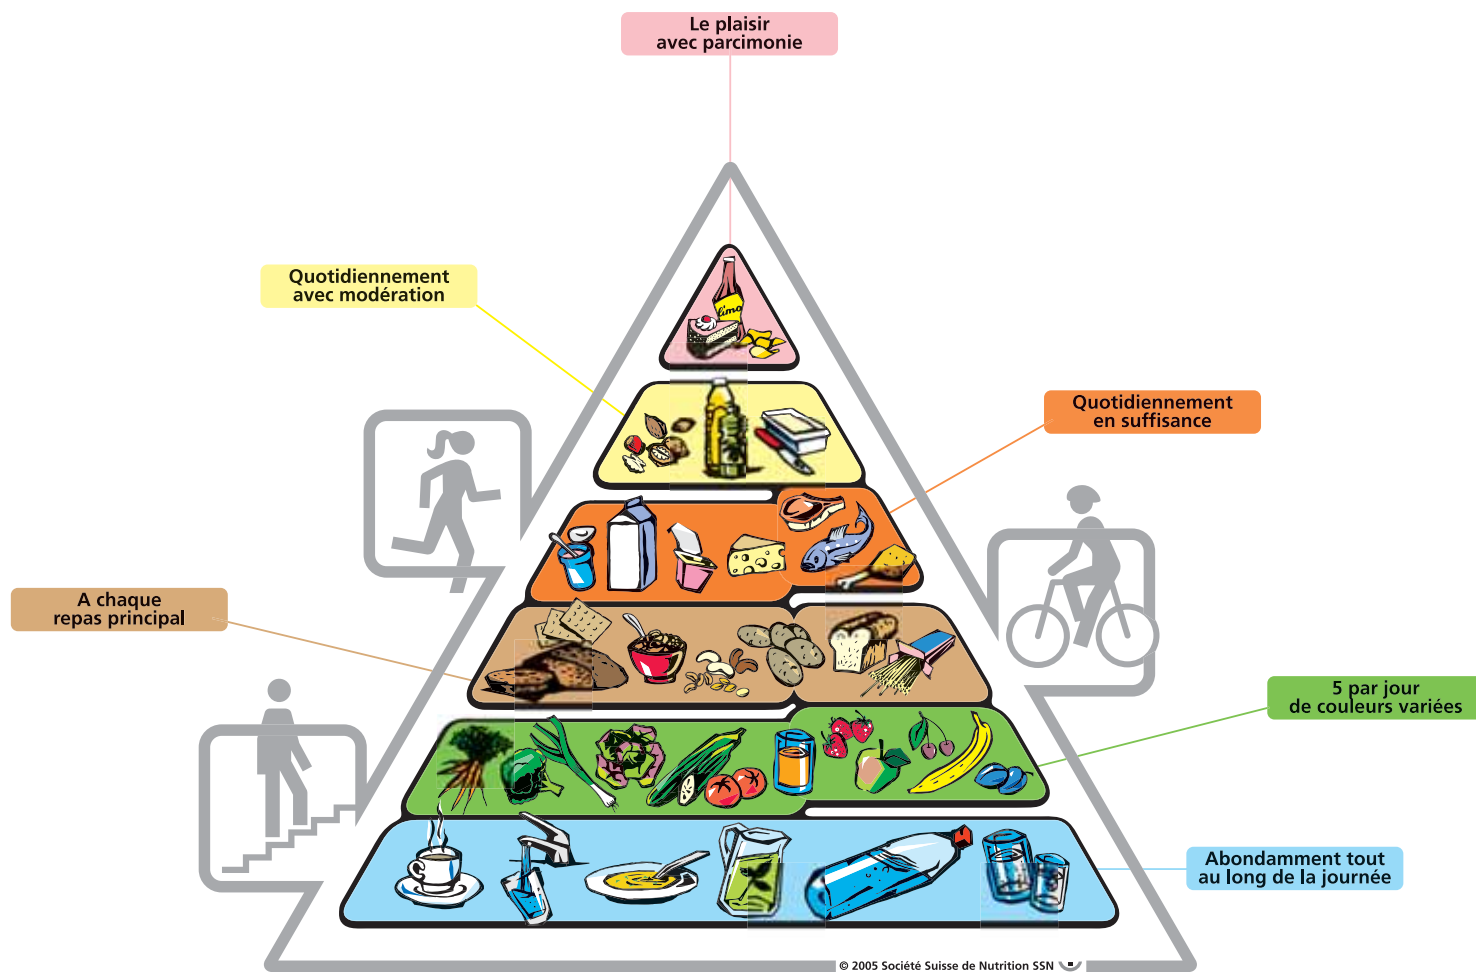 Le plaisir
avec parcimonie
Quotidiennement
avec modération
limo
Quotidiennement
en suffisance
A chaque
repas principal
5 par jour
de couleurs variées
Abondamment tout
au long de la journée
© 2005 Société Suisse de Nutrition SSN